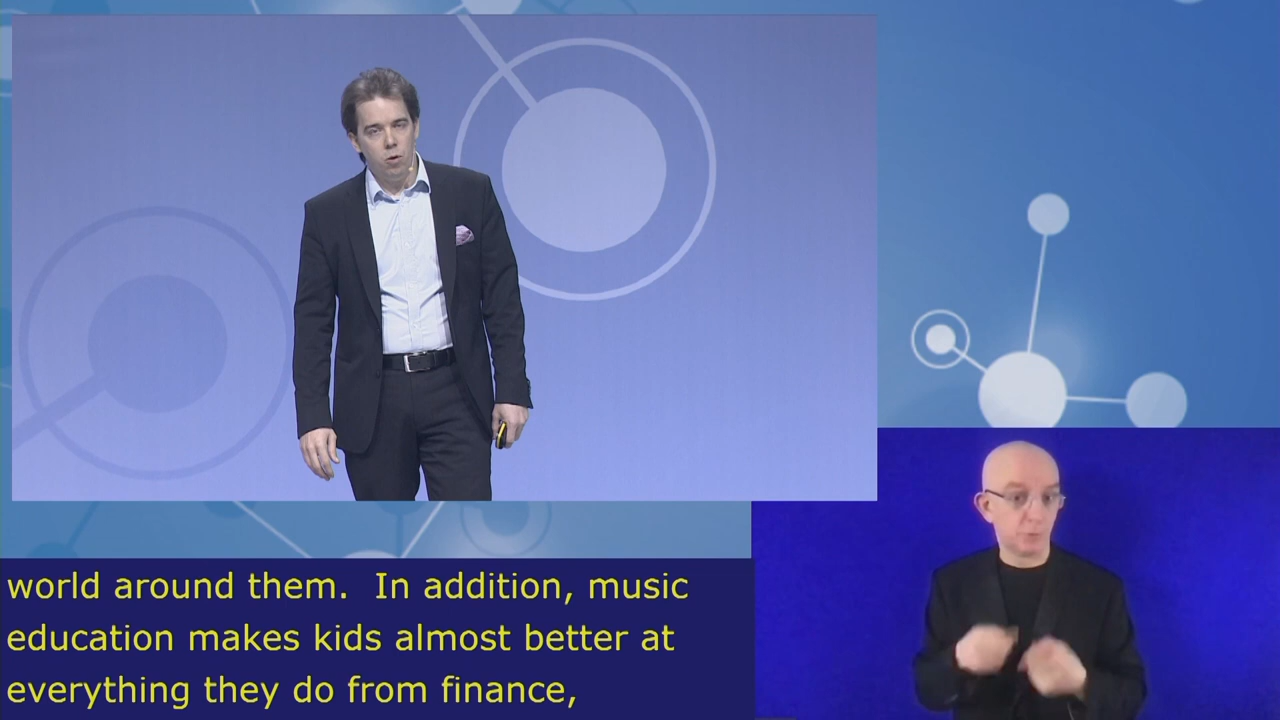 world around them.  In addition, music
education makes kids almost better at
everything they do from finance,